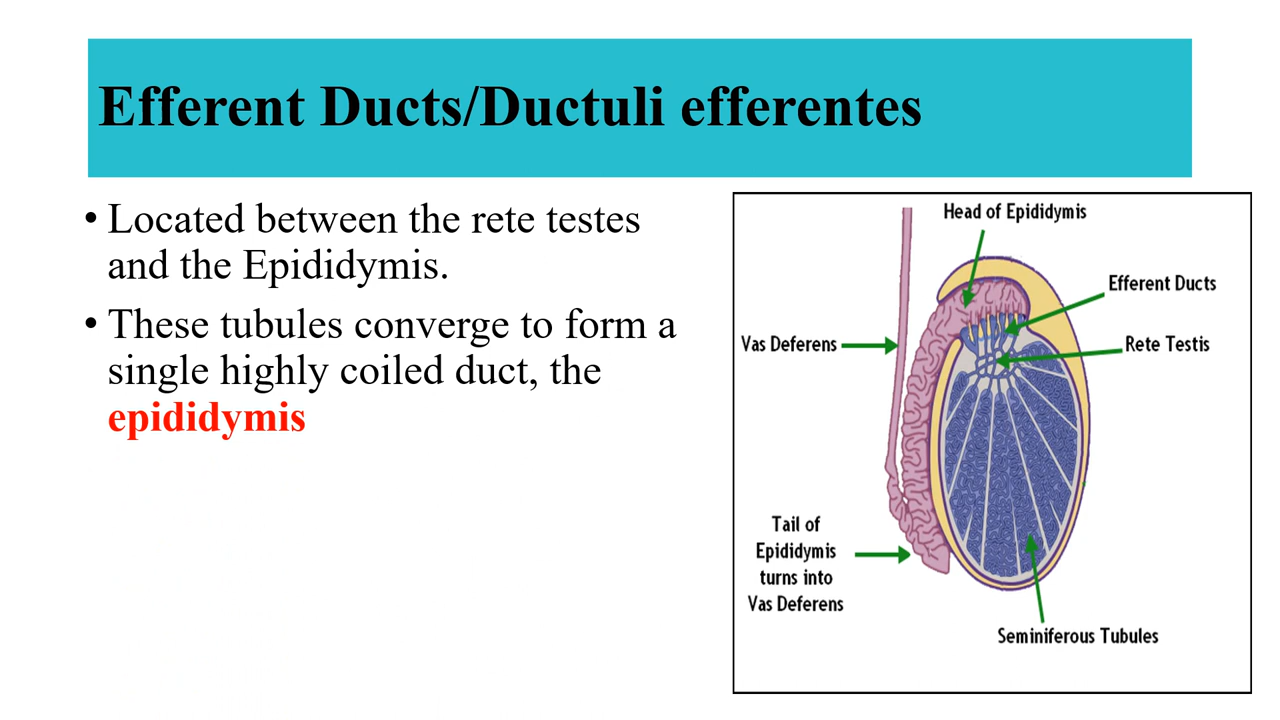 Efferent Ducts/Ductuli efferentes
• Located between the rete testes
and the Epididymis.
• These tubules converge to form a
single highly coiled duct, the
epididymis
Head of Epididymis
Efferent Ducts
Vas Deferens
Rete Testis
Tail of
Epididymis
turns into
Vas Deferens
Seminiferous Tubules